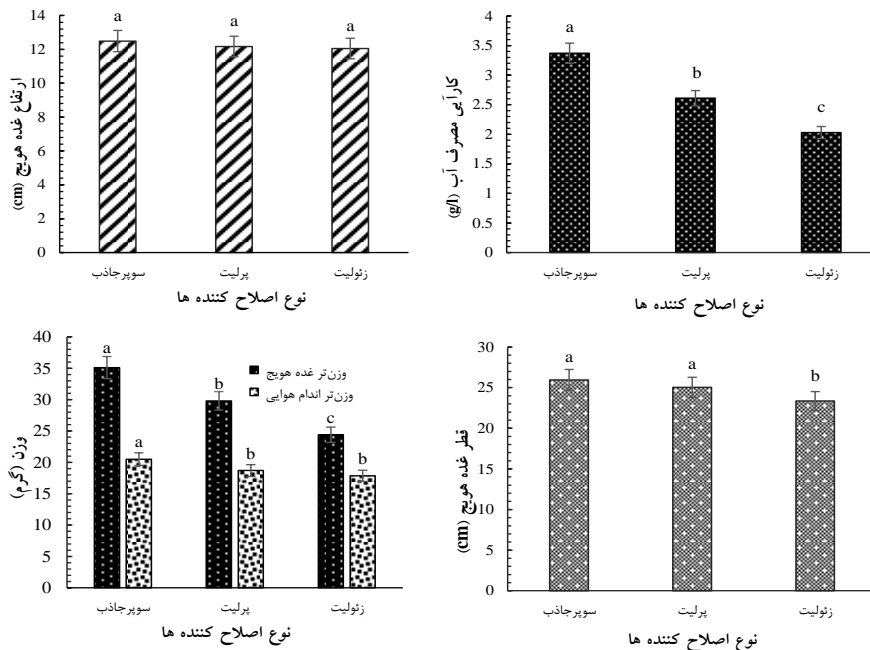 14
12
10
8
6
4
2
0
a
a
a
سوپرجاذب
پرلیت
زئولیت
نوع اصلاح کننده ها
ارتفاع غده هویج (cm)
4
3.5
3
2.5
2
1.5
1
0.5
0
a
b
c
سوپرجاذب
پرلیت
زئولیت
نوع اصلاح کننده ها
کارآیی مصرف آب (g/l)
40
35
30
25
20
15
10
5
0
a
a
b
b
c
b
وزن‌تر غده هویج
وزن‌تر اندام هوایی
سوپرجاذب
پرلیت
زئولیت
نوع اصلاح کننده ها
وزن (گرم)
30
25
20
15
10
5
0
a
a
b
سوپرجاذب
پرلیت
زئولیت
نوع اصلاح کننده ها
قطر غده هویج (cm)